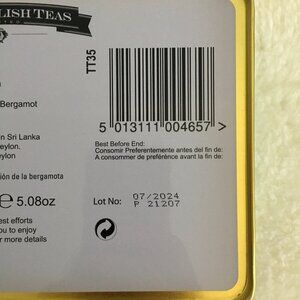 LISH TEAS
TT35
Bergamot
5 013111 004657 >
n Sri Lanka
eylon.
eylon
Best Before End:
Consomir Preferentemente antes del fin de:
A consommer de préférence avant la fin de:
ción de la bergamota
℮ 5.08oz
Lot No:
07/2024
P 21207
est efforts
you to enjoy
r more details